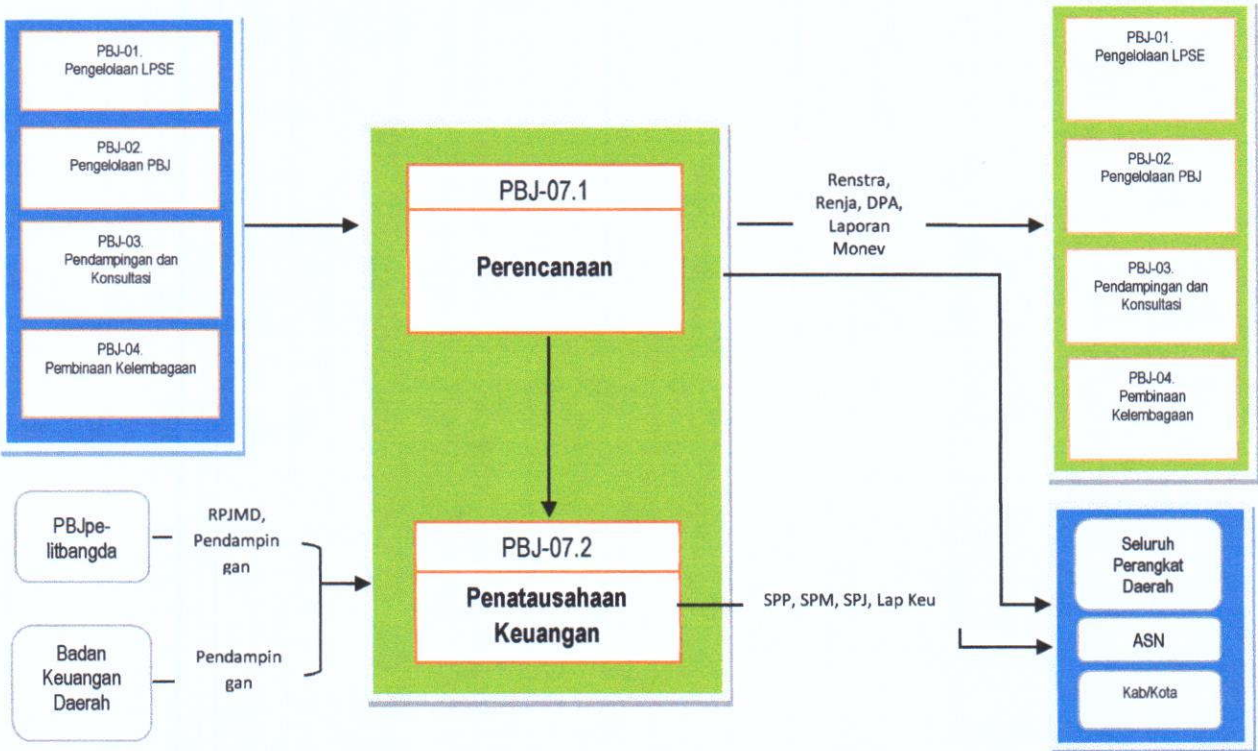 PBJ-01.
Pengelolaan LPSE
PBJ-02.
Pengelolaan PBJ
PBJ-03.
Pendampingan dan
Konsultasi
PBJ-04.
Pembinaan Kelembagaan
PBJpe-
litbangda
RPJMD,
Pendampin
gan
Badan
Keuangan
Daerah
Pendampin
gan
PBJ-07.1
Perencanaan
PBJ-07.2
Penatausahaan
Keuangan
Renstra,
Renja, DPA,
Laporan
Monev
SPP, SPM, SPJ, Lap Keu
PBJ-01.
Pengelolaan LPSE
PBJ-02.
Pengelolaan PBJ
PBJ-03.
Pendampingan dan
Konsultasi
PBJ-04.
Pembinaan
Kelembagaan
Seluruh
Perangkat
Daerah
ASN
Kab/Kota